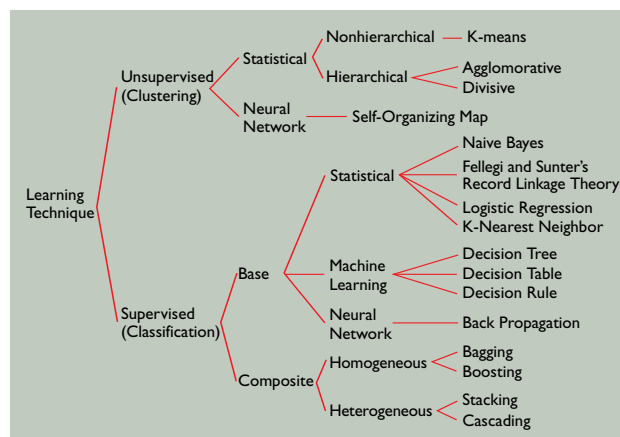 Learning
Technique
Unsupervised
(Clustering)
Statistical
Nonhierarchical
K-means
Hierarchical
Agglomorative
Divisive
Neural
Network
Self-Organizing Map
Supervised
(Classification)
Base
Statistical
Naive Bayes
Fellegi and Sunter's
Record Linkage Theory
Logistic Regression
K-Nearest Neighbor
Machine
Learning
Decision Tree
Decision Table
Decision Rule
Neural
Network
Back Propagation
Composite
Homogeneous
Bagging
Boosting
Heterogeneous
Stacking
Cascading